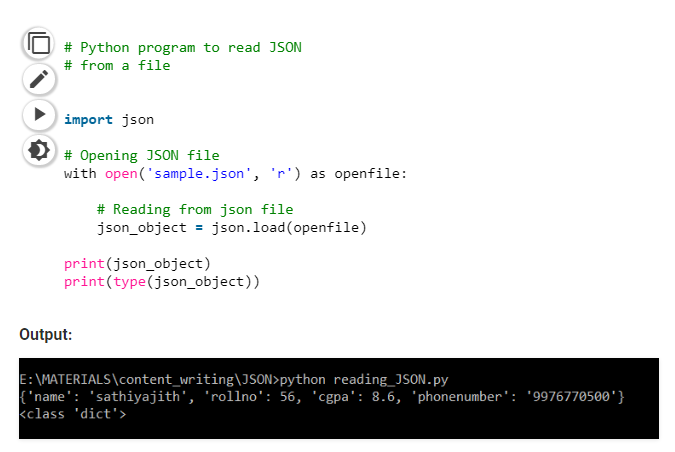 # Python program to read JSON
# from a file
import json
# Opening JSON file
with open('sample.json', 'r') as openfile:
# Reading from json file
json_object = json.load(openfile)
print(json_object)
print(type(json_object))
Output:
E:\MATERIALS\content_writing\JSON>python reading_JSON.py
{'name': 'sathiyajith', 'rollno': 56, 'cgpa': 8.6, 'phonenumber': '9976770500'}
<class 'dict'>